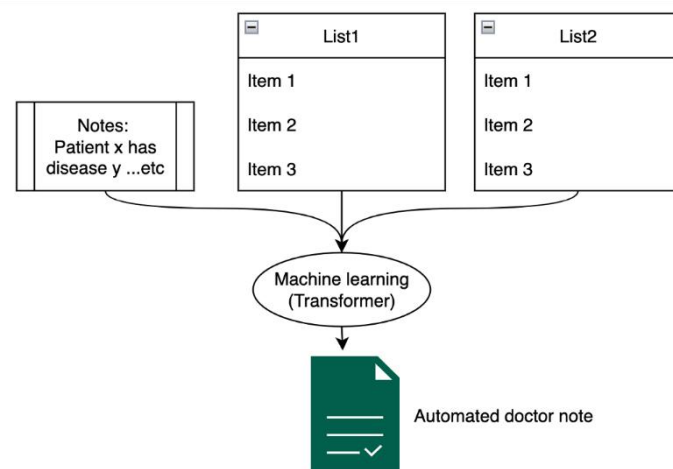 List1
Item 1
Item 2
Item 3
List2
Item 1
Item 2
Item 3
Notes:
Patient x has
disease y ...etc
Machine learning
(Transformer)
Automated doctor note